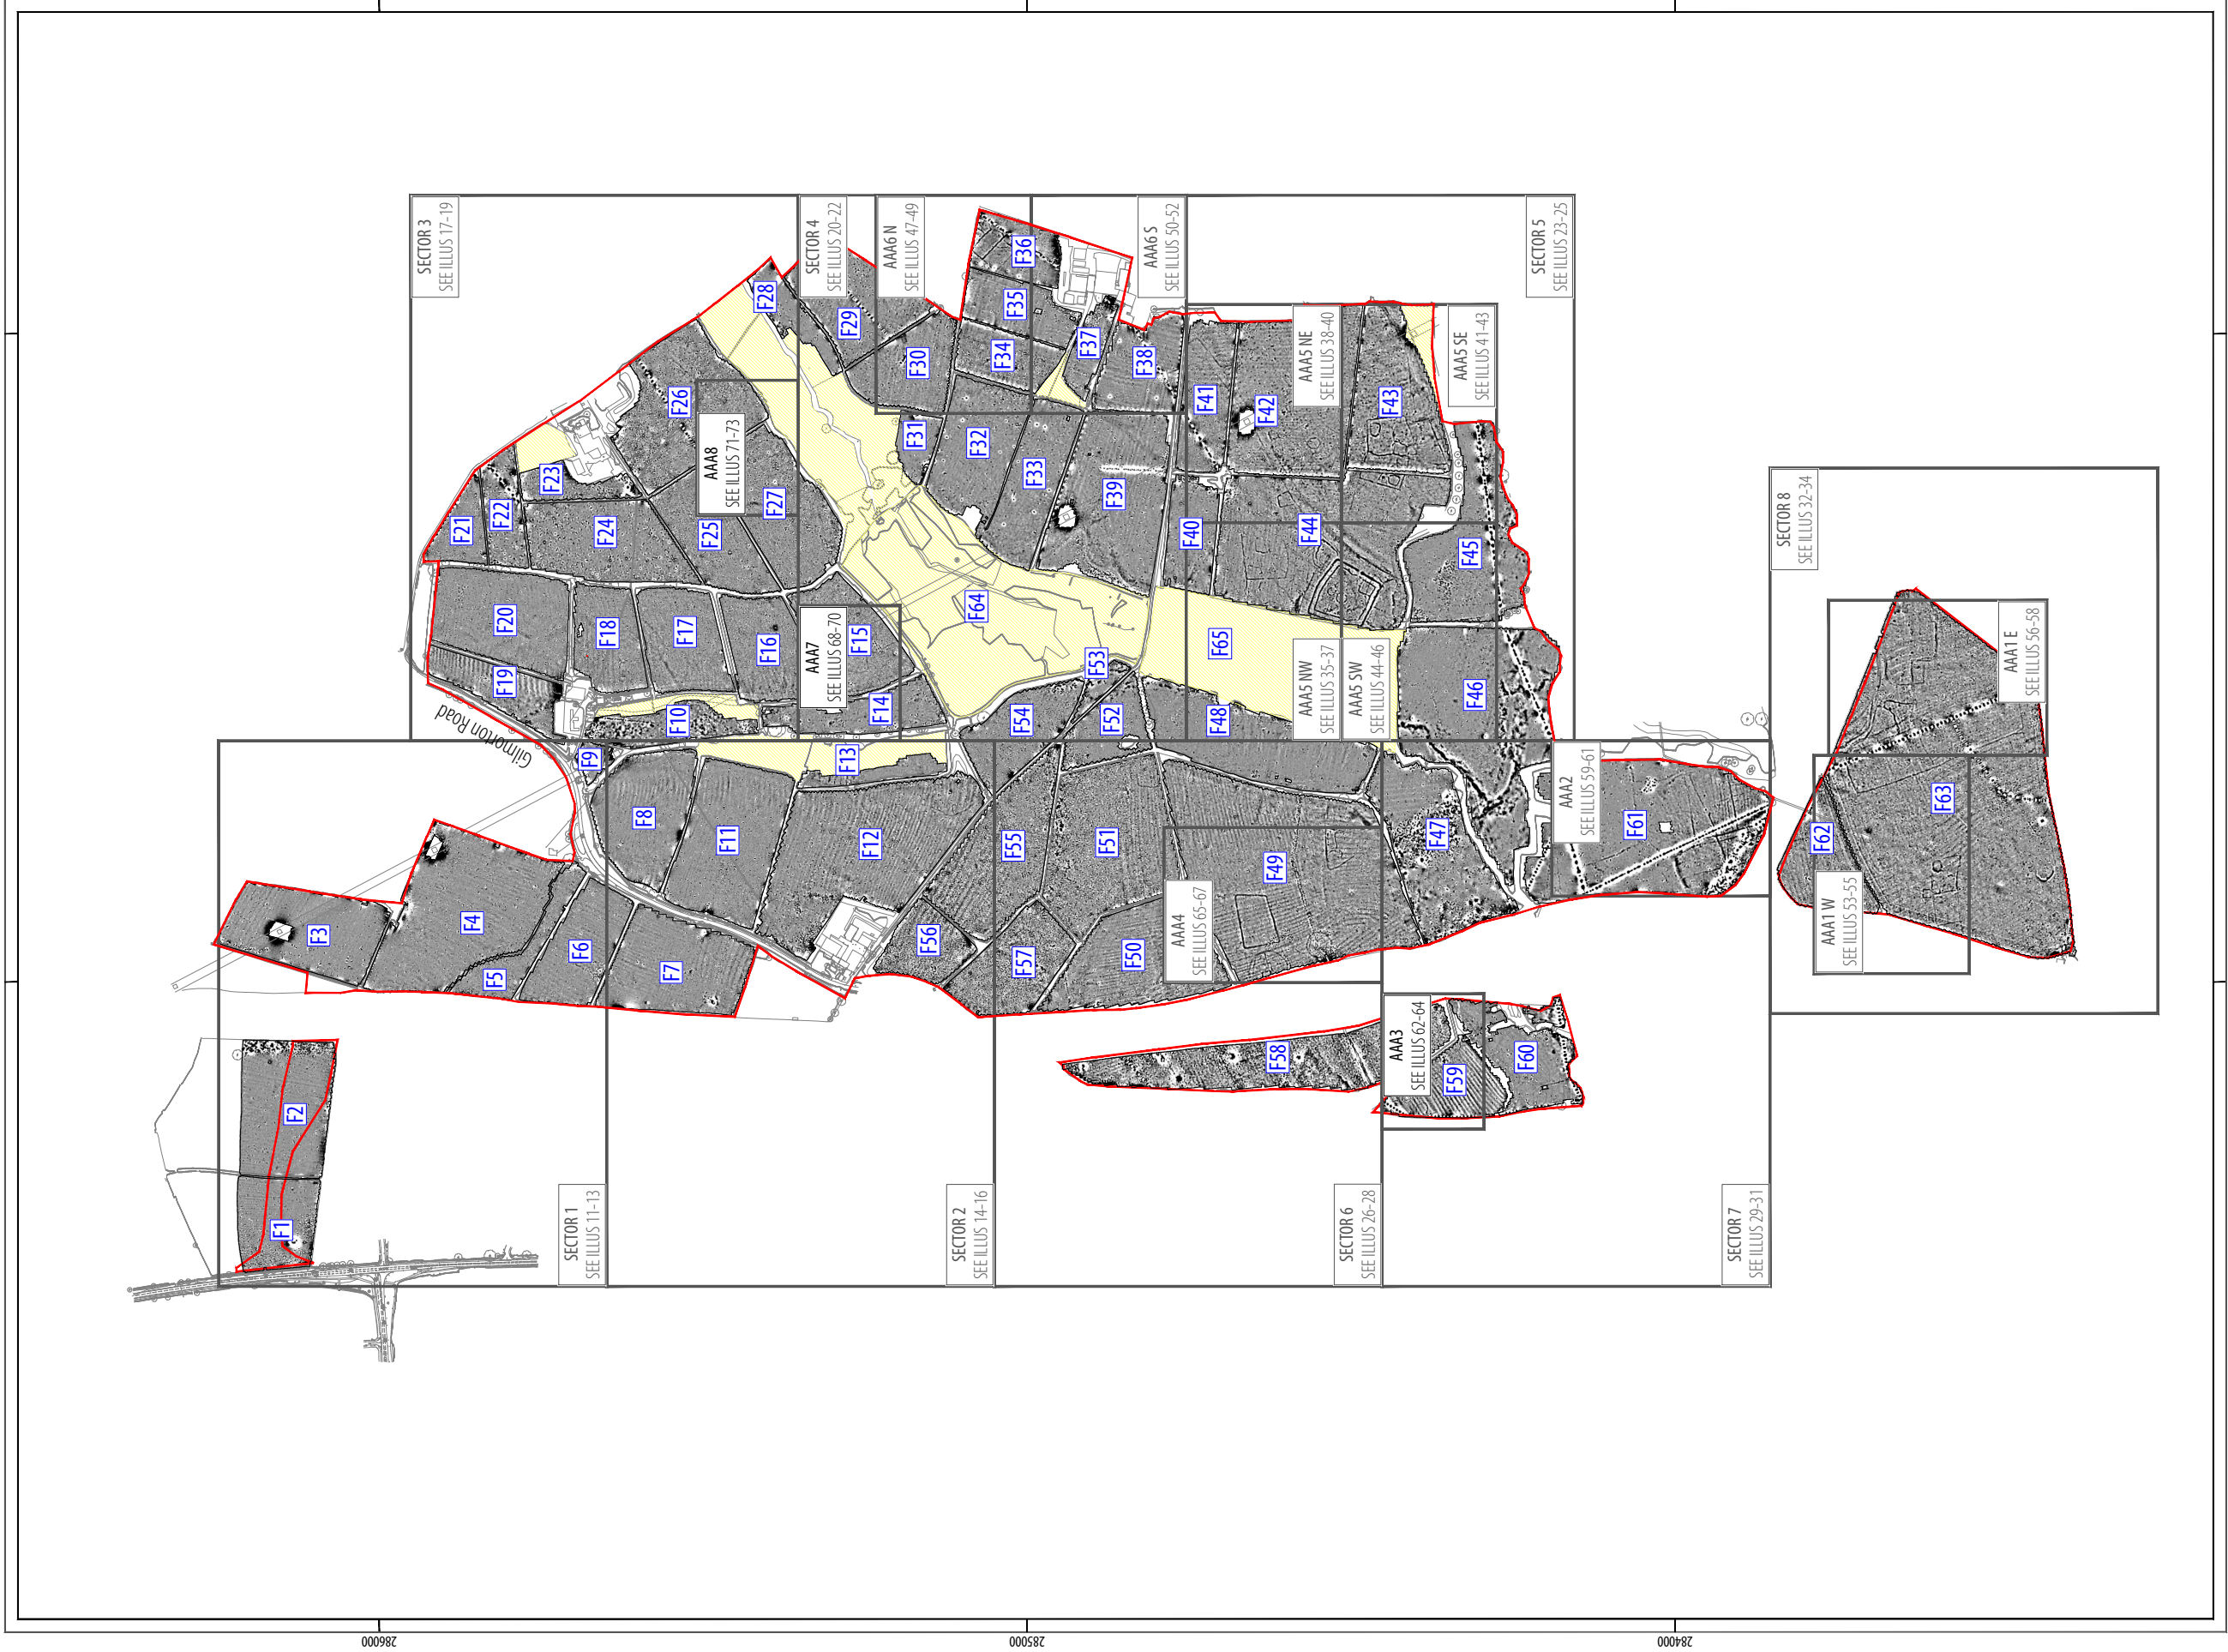 SECTOR 3
SEE ILLUS 17-19
SECTOR 4
SEE ILLUS 20-22
AAA6 N
SEE ILLUS 47-49
AAA6 S
SEE ILLUS 50-52
SECTOR 5
SEE ILLUS 23-25
AAA5 NE
SEE ILLUS 38-40
AAA5 SE
SEE ILLUS 41-43
AAA8
SEE ILLUS 71-73
AAA7
SEE ILLUS 68-70
AAA5 NW
SEE ILLUS 35-37
AAA5 SW
SEE ILLUS 44-46
SECTOR 8
SEE ILLUS 32-34
AAA1 E
SEE ILLUS 56-58
AAA1 W
SEE ILLUS 53-55
AAA2
SEE ILLUS 59-61
AAA4
SEE ILLUS 65-67
AAA3
SEE ILLUS 62-64
SECTOR 1
SEE ILLUS 11-13
SECTOR 2
SEE ILLUS 14-16
SECTOR 6
SEE ILLUS 26-28
SECTOR 7
SEE ILLUS 29-31
Gilmorton Road
F1
F2
F3
F4
F5
F6
F7
F8
F9
F10
F11
F12
F13
F14
F15
F16
F17
F18
F19
F20
F21
F22
F23
F24
F25
F26
F27
F28
F29
F30
F31
F32
F33
F34
F35
F36
F37
F38
F39
F40
F41
F42
F43
F44
F45
F46
F47
F48
F49
F50
F51
F52
F53
F54
F55
F56
F57
F58
F59
F60
F61
F62
F63
F64
F65
286000
285000
284000